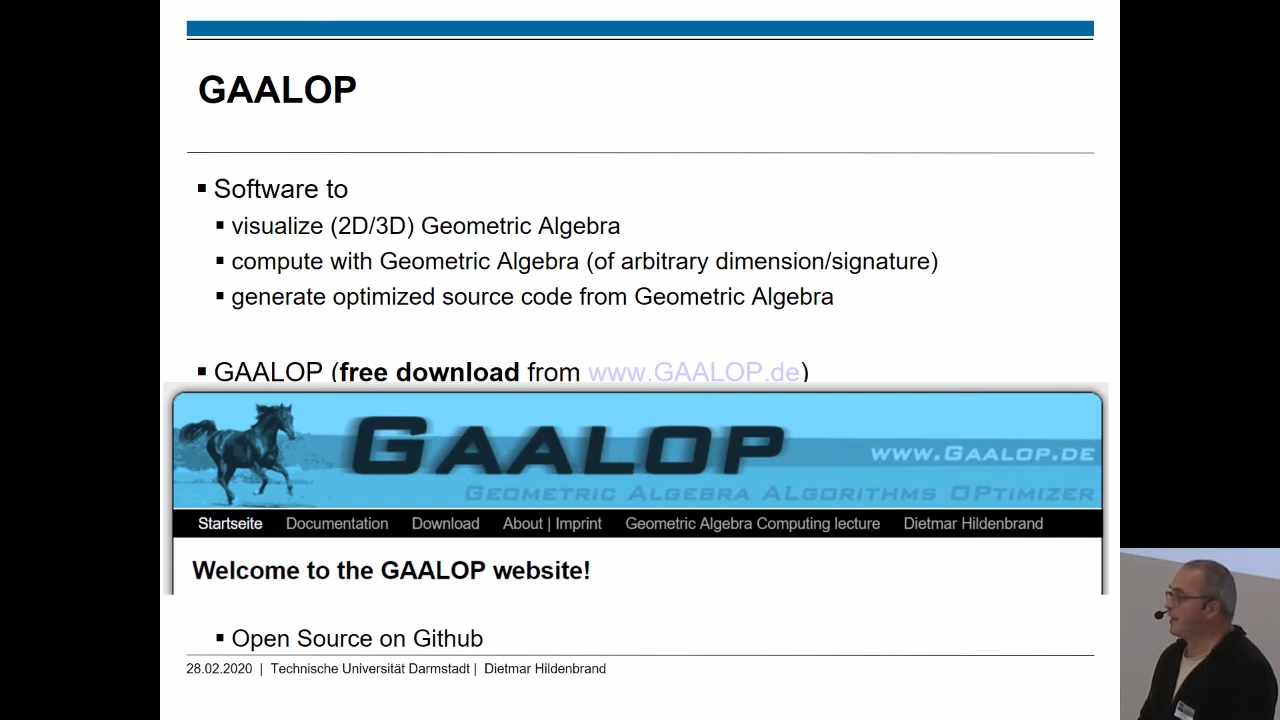 GAALOP
▪ Software to
▪ visualize (2D/3D) Geometric Algebra
▪ compute with Geometric Algebra (of arbitrary dimension/signature)
▪ generate optimized source code from Geometric Algebra
▪ GAALOP (free download from www.GAALOP.de)
GAALOP
www.GAALOP.de
GEOMETRIC ALGEBRA ALGORITHMS OPTIMIZER
Startseite Documentation Download About | Imprint Geometric Algebra Computing lecture Dietmar Hildenbrand
Welcome to the GAALOP website!
▪ Open Source on Github
28.02.2020 | Technische Universität Darmstadt | Dietmar Hildenbrand